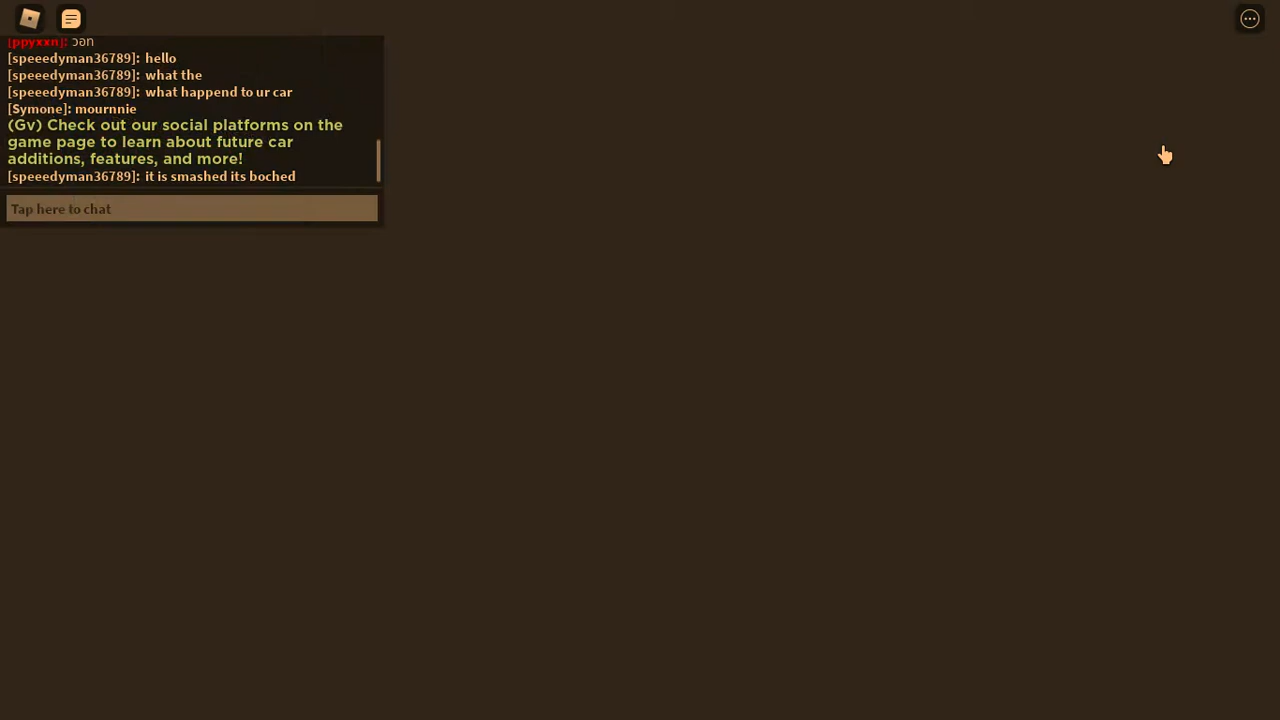 [ppyxxn]: ɔən
[speeedyman36789]: hello
[speeedyman36789]: what the
[speeedyman36789]: what happend to ur car
[Symone]: mournnie
(Gv) Check out our social platforms on the
game page to learn about future car
additions, features, and more!
[speeedyman36789]: it is smashed its boched
Tap here to chat